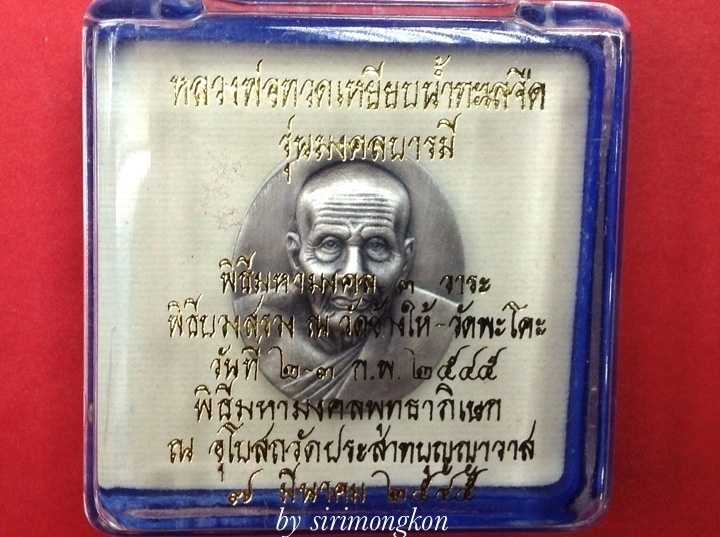 หลวงพ่อทวดเหยียบน้ำทะเลจืด
รุ่นมงคลบารมี
พิธีมหามงคล ๓ วาระ
พิธีบวงสรวง ณ วัดช้างให้-วัดพะโคะ
วันที่ ๒-๓ ก.พ. ๒๕๔๕
พิธีมหามงคลพุทธาภิเษก
ณ อุโบสถวัดประสาทบุญญาวาส
๗ มีนาคม ๒๕๔๕
by sirimongkon